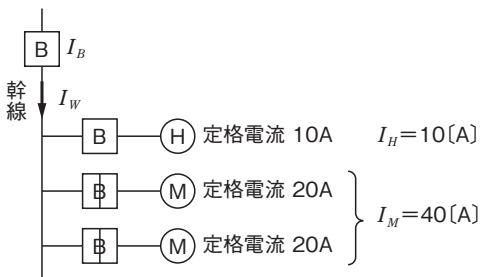 B I_B
幹線 I_W
B H 定格電流 10A I_H=10〔A〕
B M 定格電流 20A
I_M=40〔A〕
B M 定格電流 20A